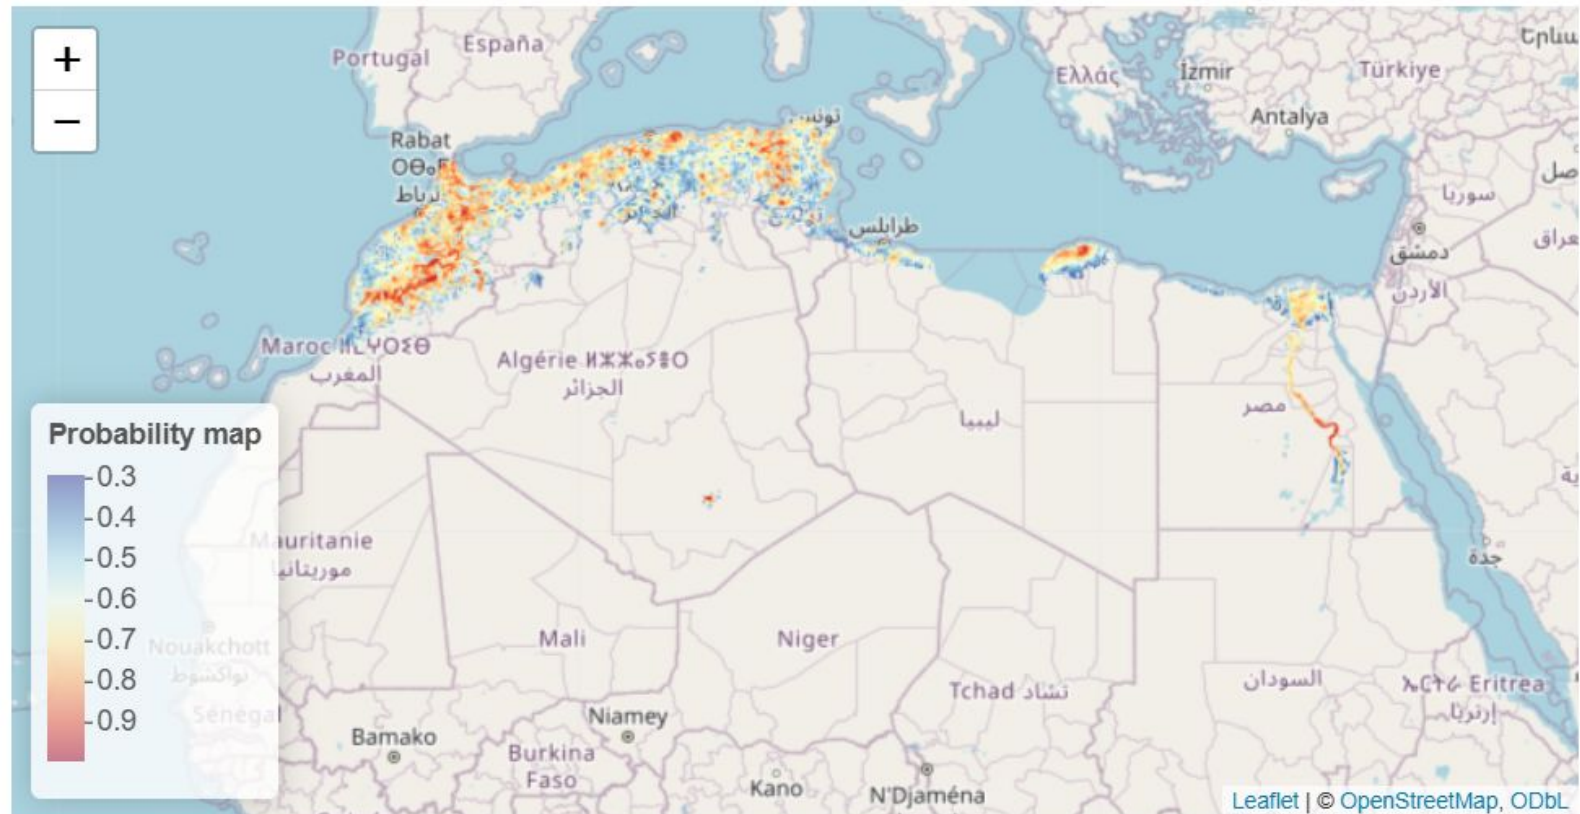 +
−
Portugal
España
Ελλάς
İzmir
Türkiye
Antalya
Rabat
الرباط
تونس
طرابلس
سوريا
دمشق
الأردن
Maroc ⵍⵎⵖⵔⵉⴱ
المغرب
Algérie ⵍⵣⵣⴰⵢⴻⵔ
الجزائر
ليبيا
مصر
جدة
Mauritanie
موريتانيا
Nouakchott
نواكشوط
Mali
Niger
Tchad تشاد
السودان
ኤርትራ Eritrea
إرتريا
Sénégal
Bamako
Niamey
Burkina
Faso
Kano
N'Djaména
Probability map
0.3
0.4
0.5
0.6
0.7
0.8
0.9
Leaflet | © OpenStreetMap, ODbL